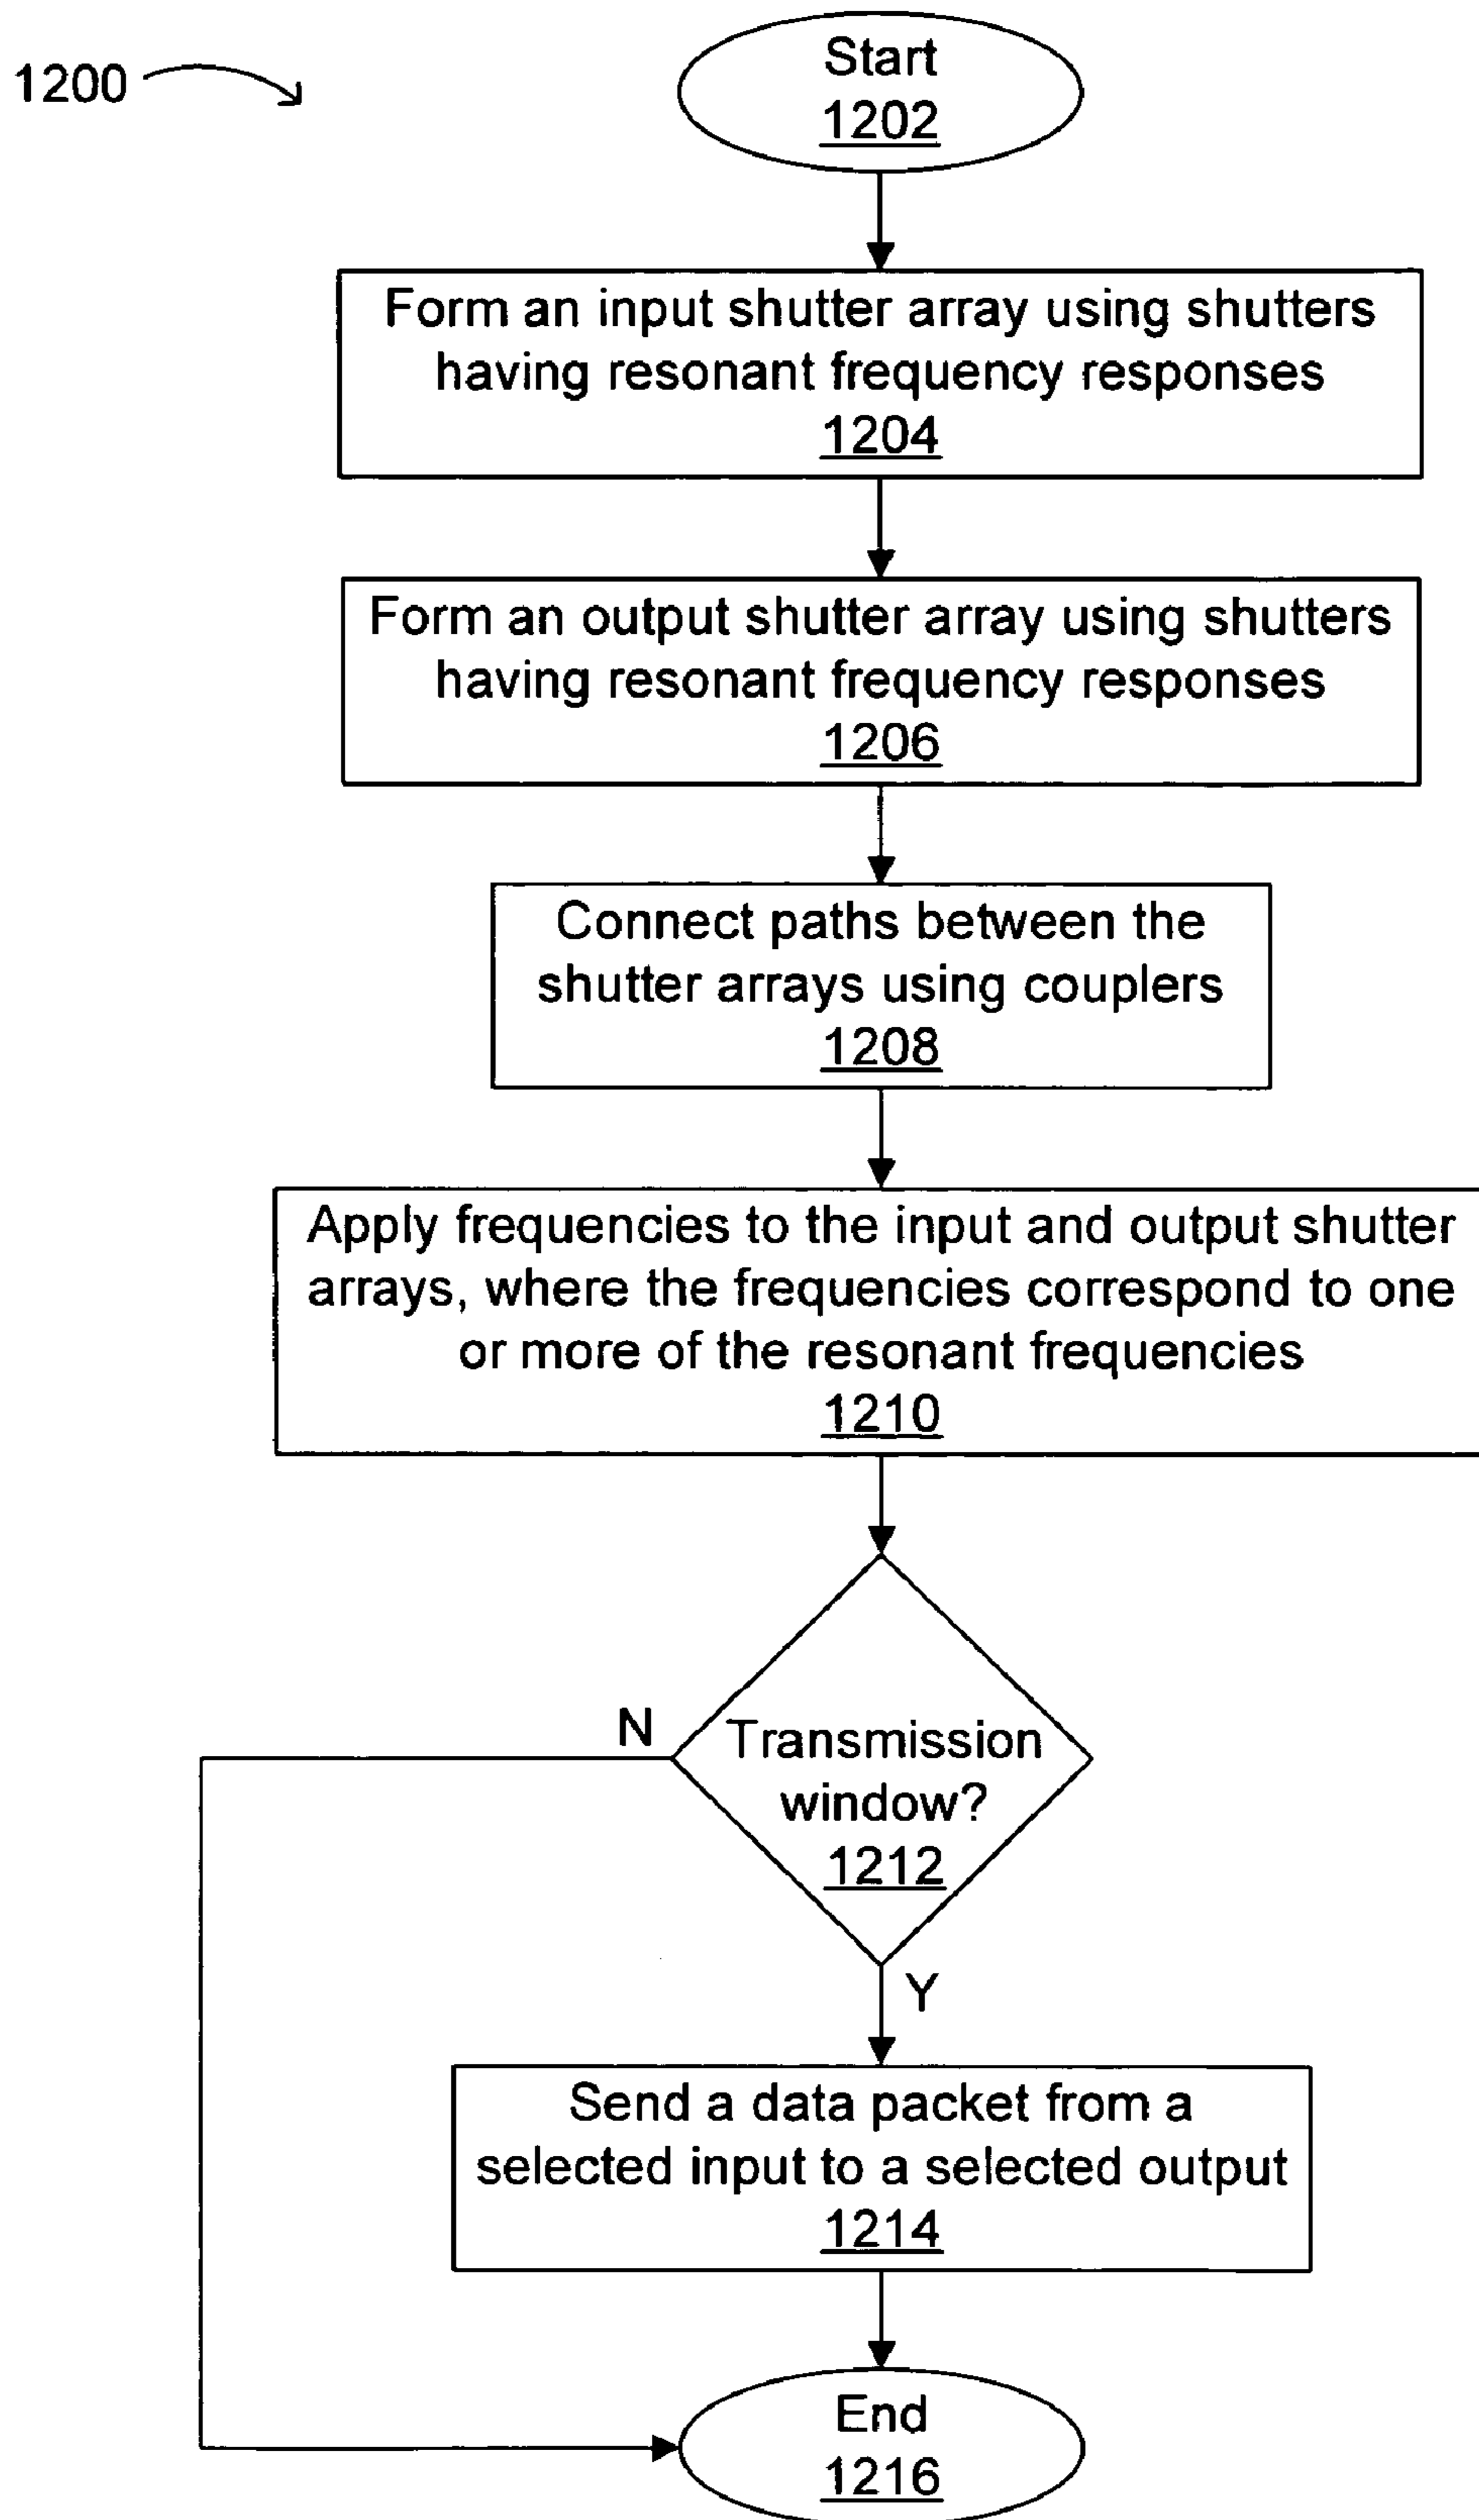 1200
Start
1202
Form an input shutter array using shutters
having resonant frequency responses
1204
Form an output shutter array using shutters
having resonant frequency responses
1206
Connect paths between the
shutter arrays using couplers
1208
Apply frequencies to the input and output shutter
arrays, where the frequencies correspond to one
or more of the resonant frequencies
1210
N
Transmission
window?
1212
Y
Send a data packet from a
selected input to a selected output
1214
End
1216